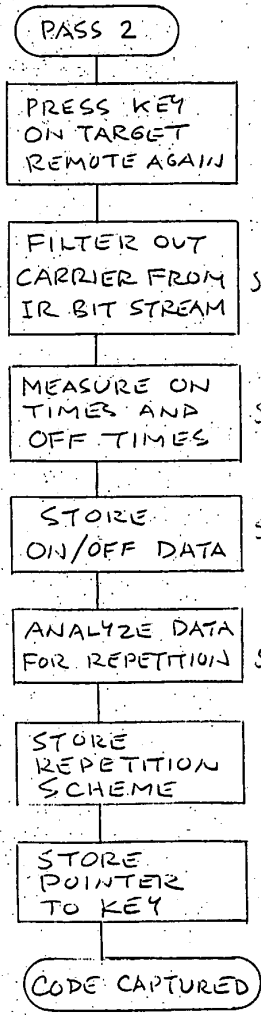 PASS 2
PRESS KEY
ON TARGET
REMOTE AGAIN
FILTER OUT
CARRIER FROM
IR BIT STREAM
MEASURE ON
TIMES AND
OFF TIMES
STORE
ON/OFF DATA
ANALYZE DATA
FOR REPETITION
STORE
REPETITION
SCHEME
STORE
POINTER
TO KEY
CODE CAPTURED